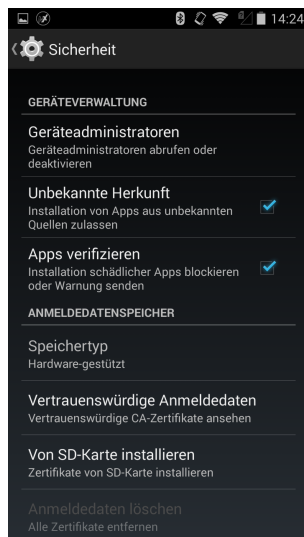 14:24
Sicherheit
GERÄTEVERWALTUNG
Geräteadministratoren
Geräteadministratoren abrufen oder
deaktivieren
Unbekannte Herkunft
Installation von Apps aus unbekannten
Quellen zulassen
Apps verifizieren
Installation schädlicher Apps blockieren
oder Warnung senden
ANMELDEDATENSPEICHER
Speichertyp
Hardware-gestützt
Vertrauenswürdige Anmeldedaten
Vertrauenswürdige CA-Zertifikate ansehen
Von SD-Karte installieren
Zertifikate von SD-Karte installieren
Anmeldedaten löschen
Alle Zertifikate entfernen